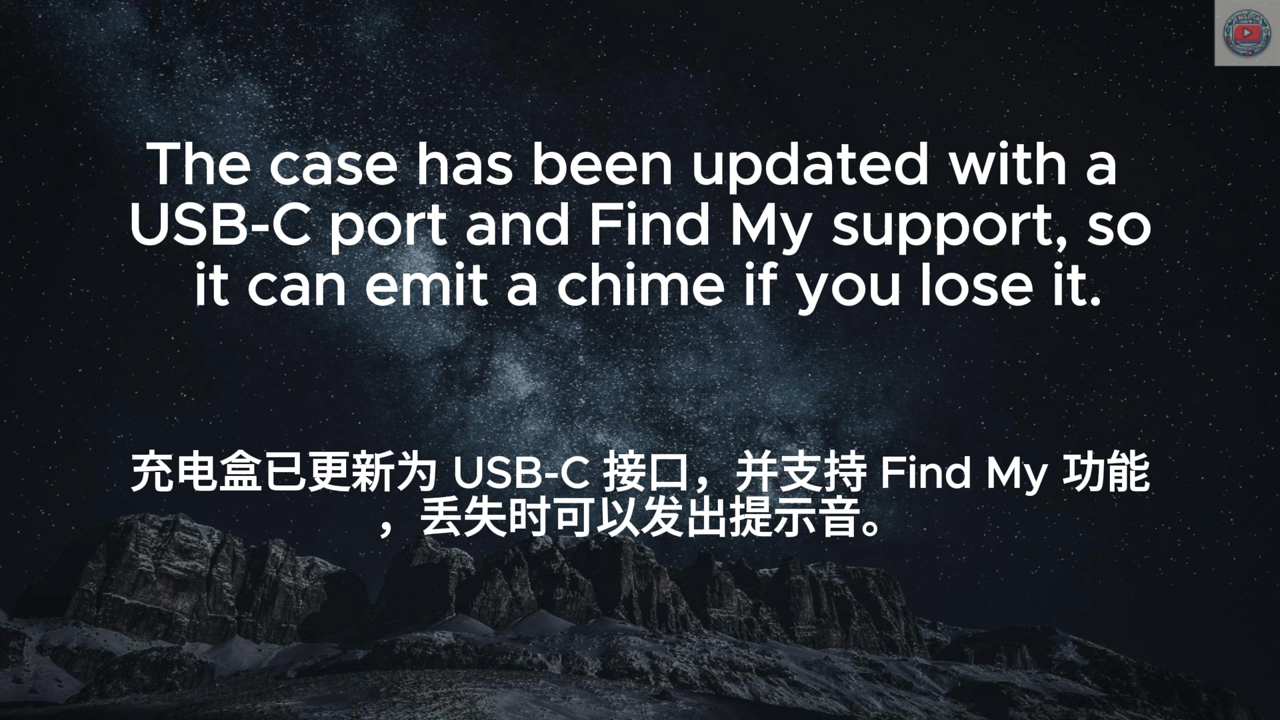 The case has been updated with a
USB-C port and Find My support, so
it can emit a chime if you lose it.
充电盒已更新为 USB-C 接口，并支持 Find My 功能
，丢失时可以发出提示音。